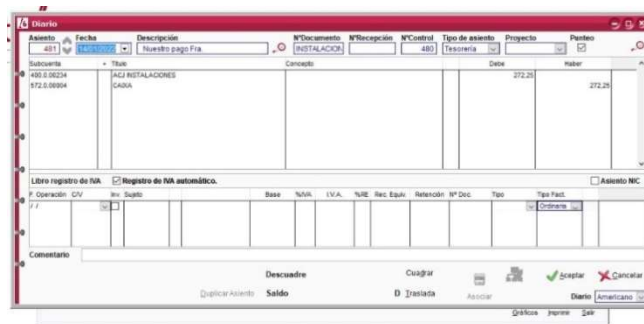 Diario
Asiento Fecha Descripción NºDocumento NºRecepción NºControl Tipo de asiento Proyecto Punteo
481 Nuestro pago Fra. INSTALACION 480 Tesorería
Subcuenta Título Concepto Debe Haber
400.0.00234 ACJ INSTALACIONES 272,25
572.0.00004 CAIXA 272,25
Libro registro de IVA Registro de IVA automático. Asiento NIC
F. Operación C/V Inv. Sujeto Base %IVA I.V.A. %RE Rec. Equiv. Retención Nº Doc. Tipo Tipo Fact.
/ / Ordinaria
Comentario
Descuadre Cuagrar Aceptar Cancelar
Duplicar Asiento Saldo D Traslada Asociar Diario Americano
Gráficos Imprimir Salir